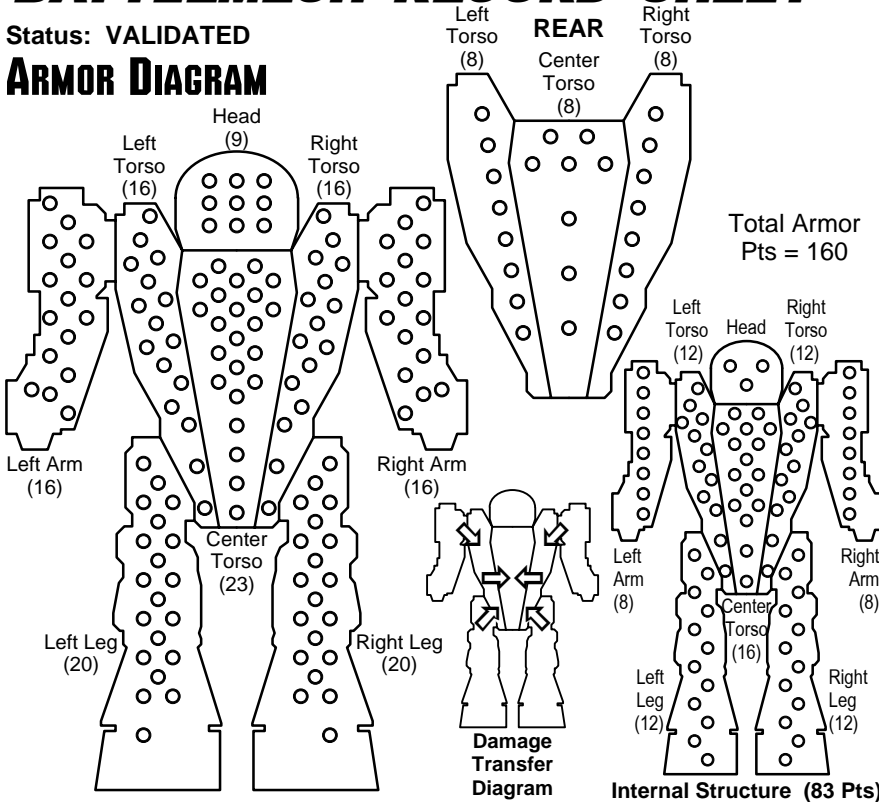 BATTLEMECH RECORD SHEET
Status: VALIDATED
ARMOR DIAGRAM
Head
(9)
Left
Torso
(16)
Right
Torso
(16)
Left Arm
(16)
Right Arm
(16)
Center
Torso
(23)
Left Leg
(20)
Right Leg
(20)
REAR
Left
Torso
(8)
Center
Torso
(8)
Right
Torso
(8)
Total Armor
Pts = 160
Left
Torso
(12)
Head
Right
Torso
(12)
Left
Arm
(8)
Right
Arm
(8)
Center
Torso
(16)
Left
Leg
(12)
Right
Leg
(12)
Damage
Transfer
Diagram
Internal Structure (83 Pts)